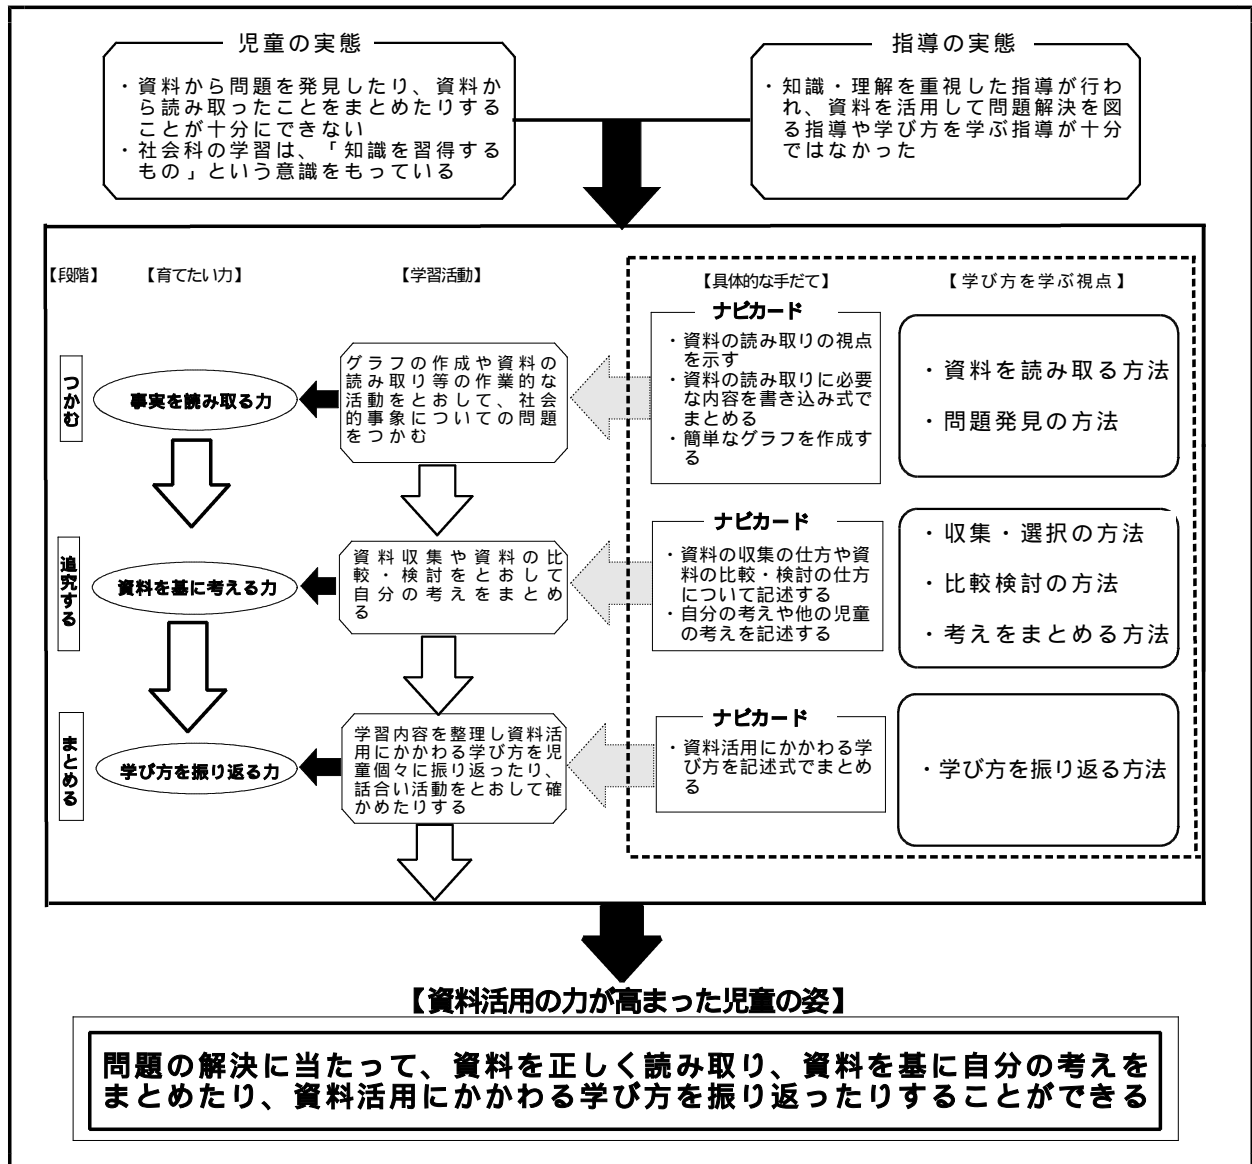 児童の実態
・資料から問題を発見したり、資料か
ら読み取ったことをまとめたりする
ことが十分にできない
・社会科の学習は、「知識を習得する
もの」という意識をもっている
指導の実態
・知識・理解を重視した指導が行わ
れ、資料を活用して問題解決を図
る指導や学び方を学ぶ指導が十分
ではなかった
【段階】
【育てたい力】
【学習活動】
【具体的な手だて】
【学び方を学ぶ視点】
つかむ
事実を読み取る力
グラフの作成や資料の
読み取り等の作業的な
活動をとおして、社会
的事象についての問題
をつかむ
ナビカード
・資料の読み取りの視点
を示す
・資料の読み取りに必要
な内容を書き込み式で
まとめる
・簡単なグラフを作成す
る
・資料を読み取る方法
・問題発見の方法
追究する
資料を基に考える力
資料収集や資料の比
較・検討をとおして
自分の考えをまとめ
る
ナビカード
・資料の収集の仕方や資
料の比較・検討の仕方
について記述する
・自分の考えや他の児童
の考えを記述する
・収集・選択の方法
・比較検討の方法
・考えをまとめる方法
まとめる
学び方を振り返る力
学習内容を整理し資料活
用にかかわる学び方を児
童個々に振り返ったり、
話合い活動をとおして確
かめたりする
ナビカード
・資料活用にかかわる学
び方を記述式でまとめ
る
・学び方を振り返る方法
【資料活用の力が高まった児童の姿】
問題の解決に当たって、資料を正しく読み取り、資料を基に自分の考えを
まとめたり、資料活用にかかわる学び方を振り返ったりすることができる